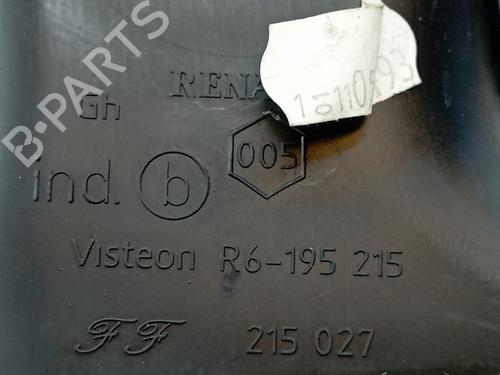 B-PARTS
RENA
Gh
005
ind. b
Visteon R6-195 215
FF 215 027